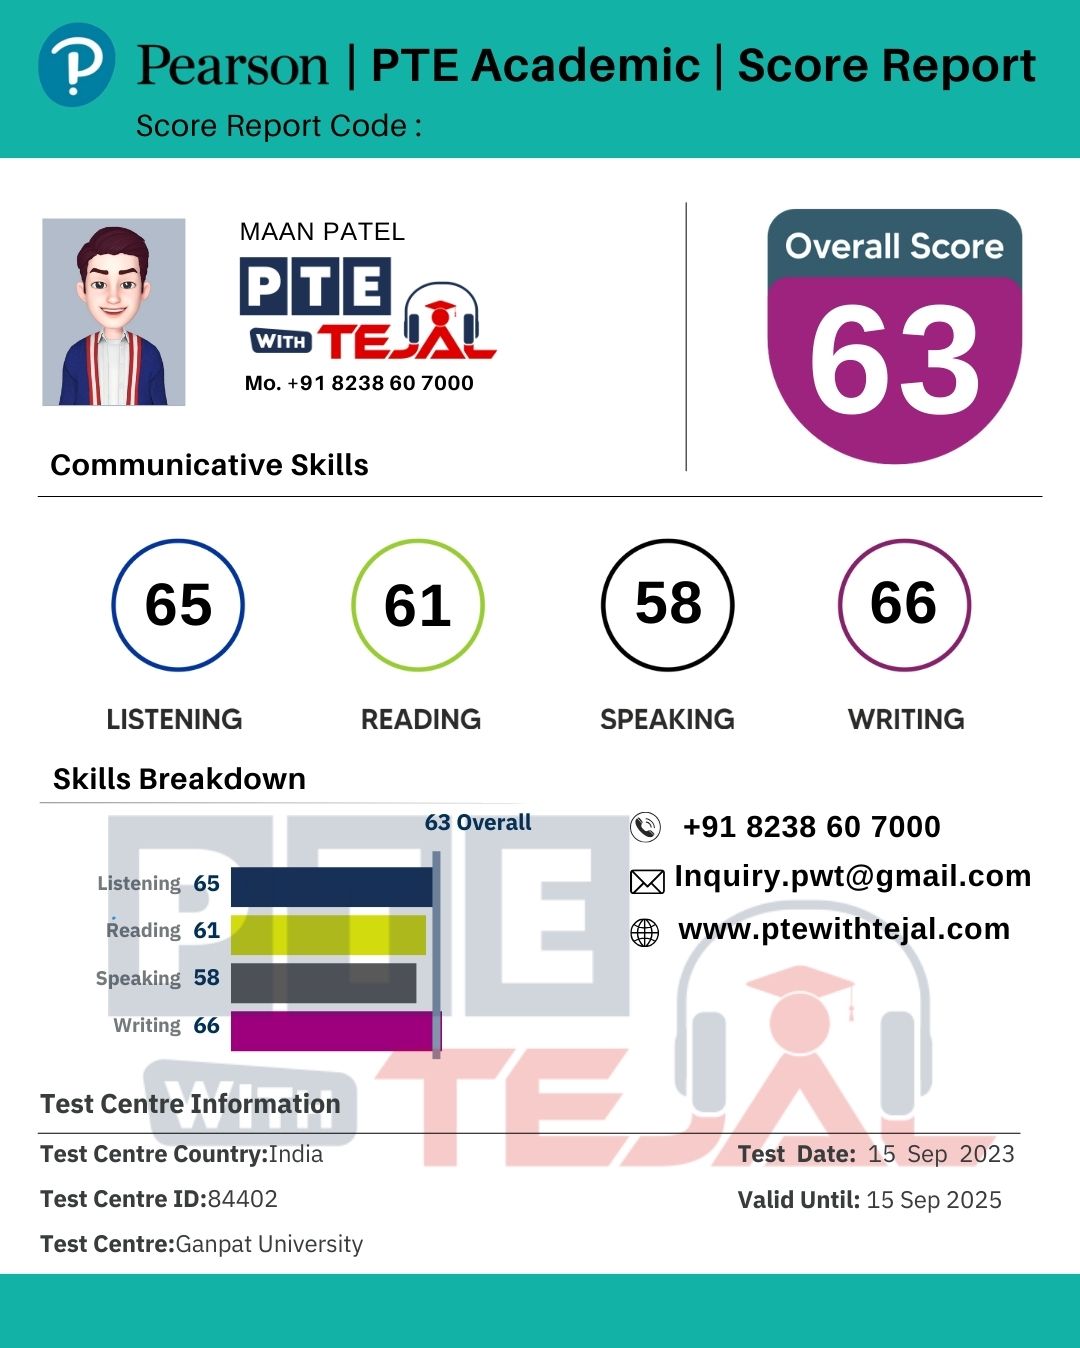 Pearson | PTE Academic | Score Report
Score Report Code :
MAAN PATEL
PTE
WITH TEJAL
Mo. +91 8238 60 7000
Overall Score
63
Communicative Skills
65 61 58 66
LISTENING READING SPEAKING WRITING
Skills Breakdown
63 Overall
Listening 65
Reading 61
Speaking 58
Writing 66
+91 8238 60 7000
Inquiry.pwt@gmail.com
www.ptewithtejal.com
PTE
WITH TEJAL
Test Centre Information
Test Centre Country:India
Test Centre ID:84402
Test Centre:Ganpat University
Test Date: 15 Sep 2023
Valid Until: 15 Sep 2025